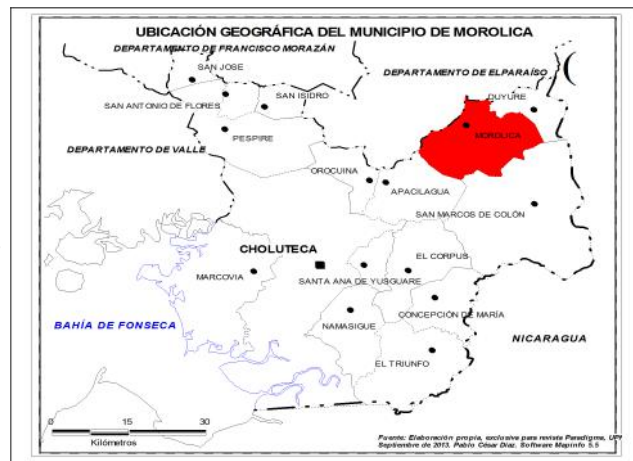 UBICACIÓN GEOGRÁFICA DEL MUNICIPIO DE MOROLICA
DEPARTAMENTO DE FRANCISCO MORAZÁN
SAN JOSE
DEPARTAMENTO DE ELPARAÍSO
DUYURE
SAN ANTONIO DE FLORES
SAN ISIDRO
MOROLICA
PESPIRE
DEPARTAMENTO DE VALLE
OROCUINA
APACILAGUA
SAN MARCOS DE COLÓN
CHOLUTECA
EL CORPUS
MARCOVIA
SANTA ANA DE YUSGUARE
CONCEPCIÓN DE MARÍA
NAMASIGUE
BAHÍA DE FONSECA
NICARAGUA
EL TRIUNFO
0 15 30
Kilómetros
Fuente: Elaboración propia, exclusiva para revista Paradigma, UPN
Septiembre de 2013. Pablo César Díaz. Software Mapinfo 5.5